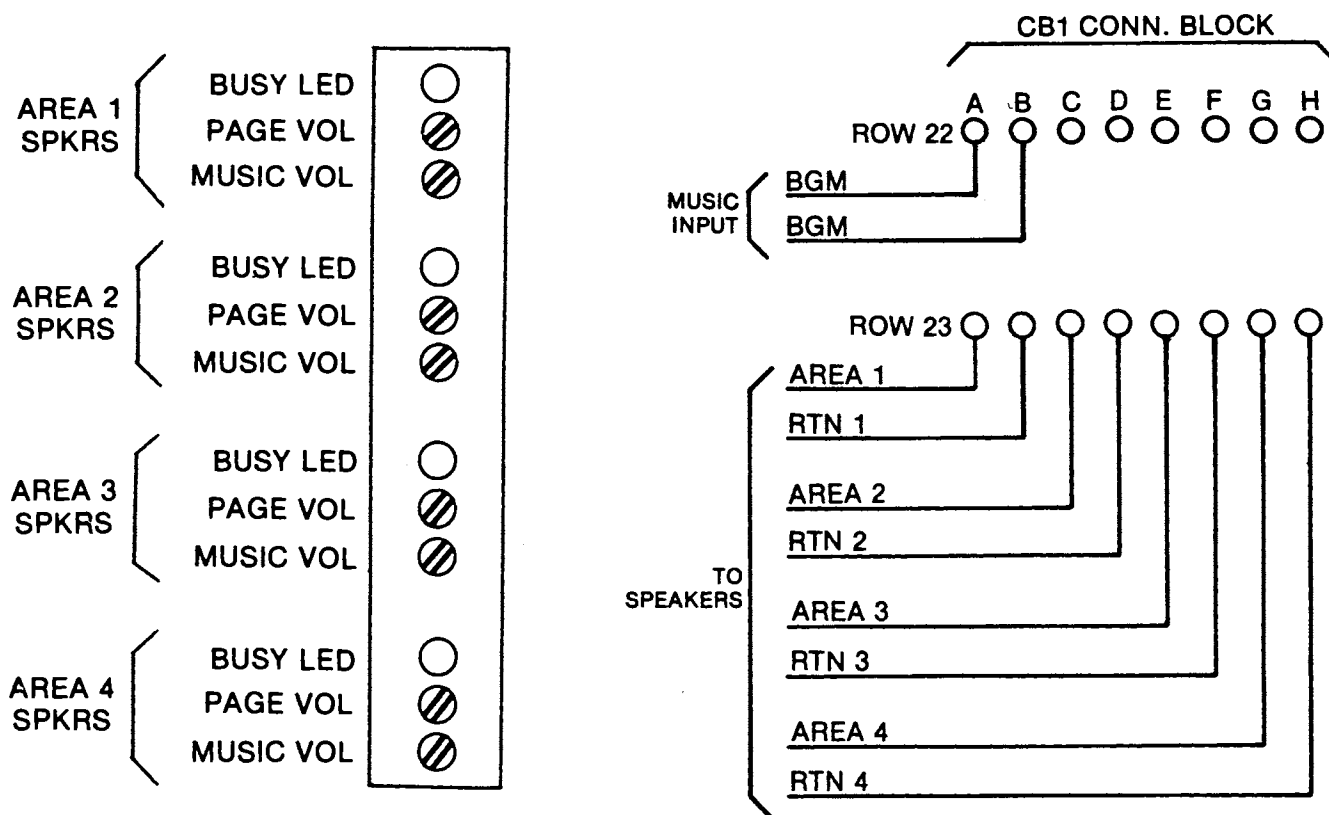 AREA 1
SPKRS
BUSY LED
PAGE VOL
MUSIC VOL
AREA 2
SPKRS
BUSY LED
PAGE VOL
MUSIC VOL
AREA 3
SPKRS
BUSY LED
PAGE VOL
MUSIC VOL
AREA 4
SPKRS
BUSY LED
PAGE VOL
MUSIC VOL
CB1 CONN. BLOCK
A B C D E F G H
ROW 22
MUSIC
INPUT
BGM
BGM
ROW 23
TO
SPEAKERS
AREA 1
RTN 1
AREA 2
RTN 2
AREA 3
RTN 3
AREA 4
RTN 4